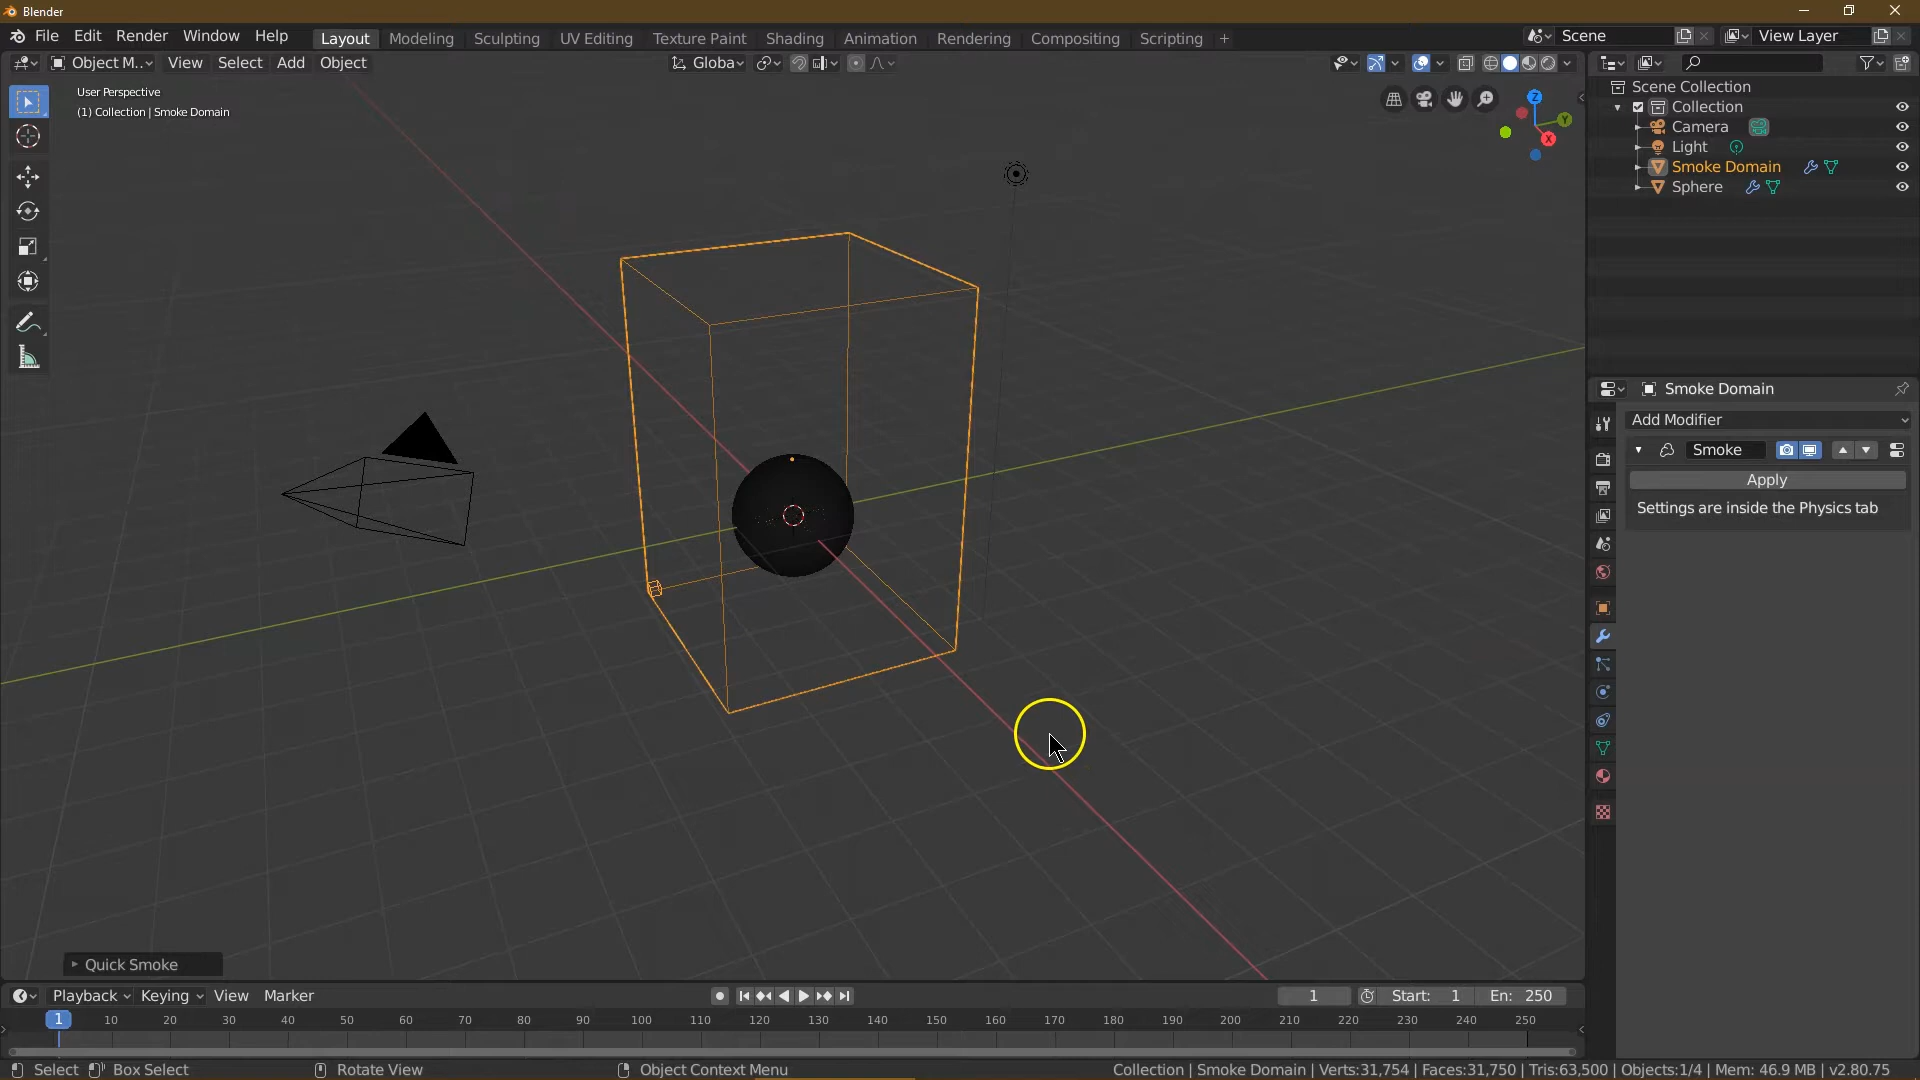 Blender
File Edit Render Window Help Layout Modeling Sculpting UV Editing Texture Paint Shading Animation Rendering Compositing Scripting + Scene View Layer
Object M.. View Select Add Object Globa
User Perspective
(1) Collection | Smoke Domain
Z
Y
X
Scene Collection
Collection
Camera
Light
Smoke Domain
Sphere
Smoke Domain
Add Modifier
Smoke
Apply
Settings are inside the Physics tab
Quick Smoke
Playback Keying View Marker 1 Start: 1 En: 250
1 10 20 30 40 50 60 70 80 90 100 110 120 130 140 150 160 170 180 190 200 210 220 230 240 250
Select Box Select Rotate View Object Context Menu Collection | Smoke Domain | Verts:31,754 | Faces:31,750 | Tris:63,500 | Objects:1/4 | Mem: 46.9 MB | v2.80.75